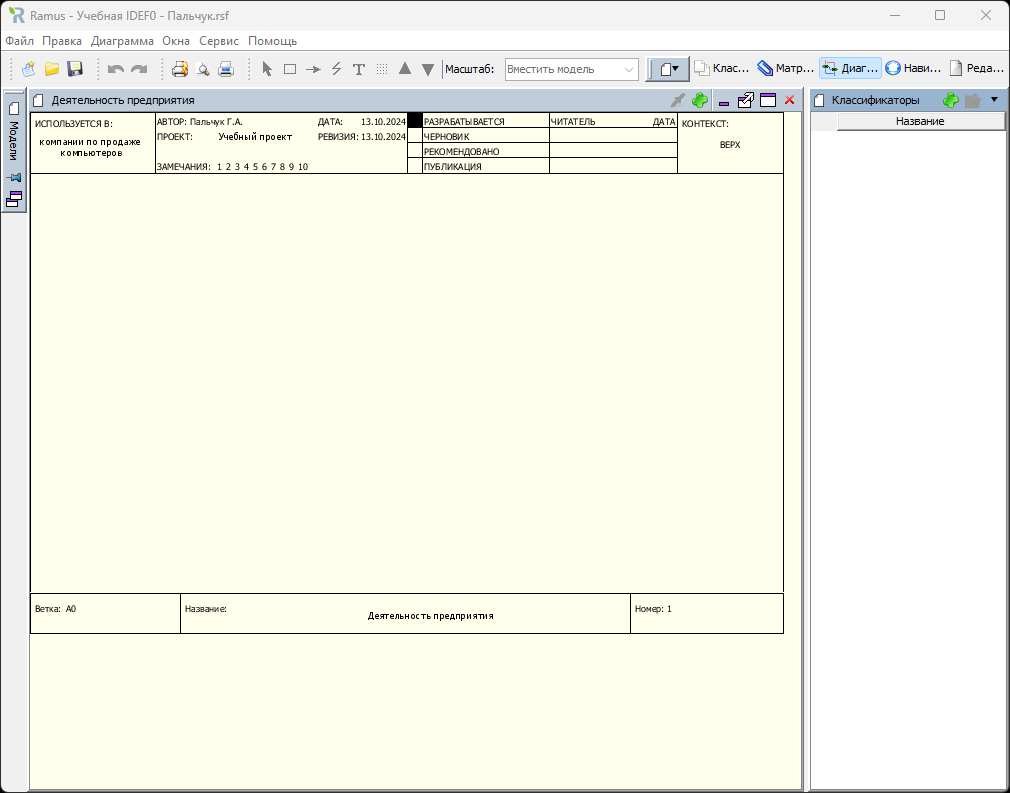 Ramus - Учебная IDEF0 - Пальчук.rsf
Файл Правка Диаграмма Окна Сервис Помощь
Масштаб: Вместить модель Клас... Матр... Диаг... Нави... Реда...
Модели
Деятельность предприятия
Классификаторы
Название
ИСПОЛЬЗУЕТСЯ В:
компании по продаже
компьютеров
АВТОР: Пальчук Г.А. ДАТА: 13.10.2024
ПРОЕКТ: Учебный проект РЕВИЗИЯ: 13.10.2024
ЗАМЕЧАНИЯ: 1 2 3 4 5 6 7 8 9 10
РАЗРАБАТЫВАЕТСЯ
ЧЕРНОВИК
РЕКОМЕНДОВАНО
ПУБЛИКАЦИЯ
ЧИТАТЕЛЬ ДАТА
КОНТЕКСТ:
ВЕРХ
Ветка: A0
Название:
Деятельность предприятия
Номер: 1